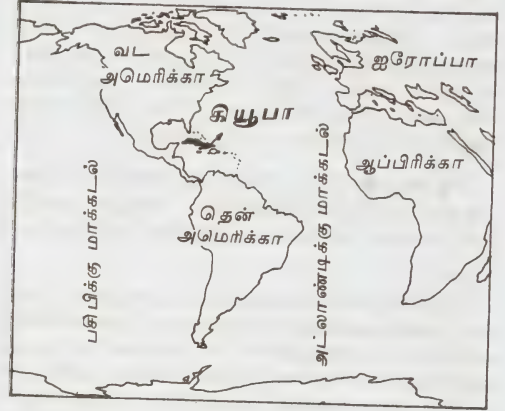 வட
அமெரிக்கா
ஐரோப்பா
கியூபா
ஆப்பிரிக்கா
தென்
அமெரிக்கா
பசிபிக்கு மாக்கடல்
அட்லாண்டிக்கு மாக்கடல்